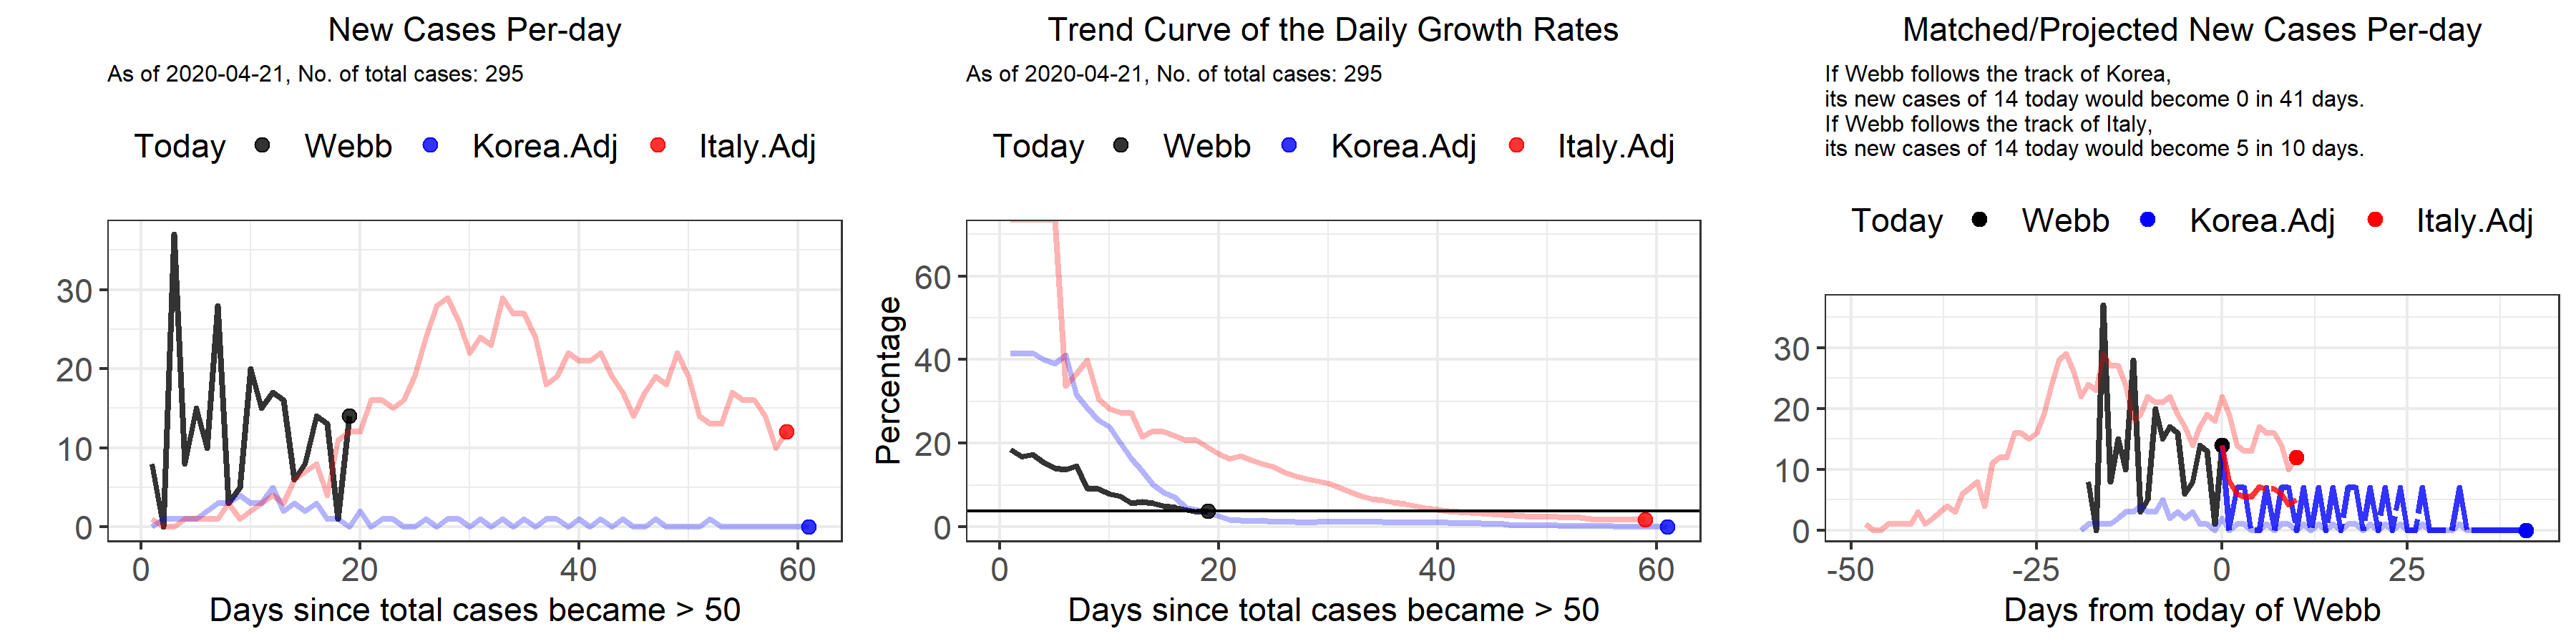 New Cases Per-day
As of 2020-04-21, No. of total cases: 295
Today Webb Korea.Adj Italy.Adj
30
20
10
0
0 20 40 60
Days since total cases became > 50
Trend Curve of the Daily Growth Rates
As of 2020-04-21, No. of total cases: 295
Today Webb Korea.Adj Italy.Adj
Percentage
60
40
20
0
0 20 40 60
Days since total cases became > 50
Matched/Projected New Cases Per-day
If Webb follows the track of Korea,
its new cases of 14 today would become 0 in 41 days.
If Webb follows the track of Italy,
its new cases of 14 today would become 5 in 10 days.
Today Webb Korea.Adj Italy.Adj
30
20
10
0
-50 -25 0 25
Days from today of Webb